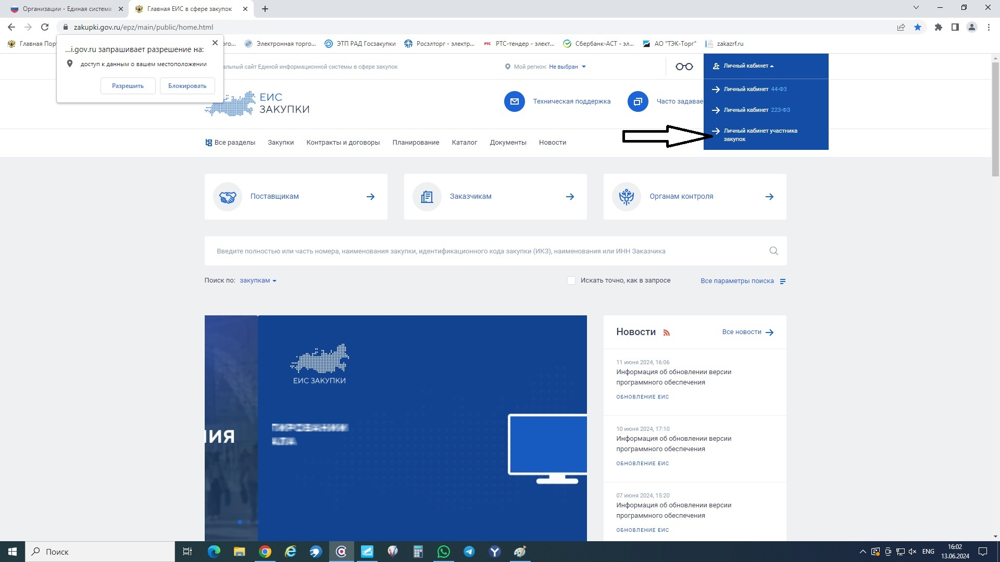 Организации - Единая система
Главная ЕИС в сфере закупок
zakupki.gov.ru/epz/main/public/home.html
Главная Пор
ого...
Электронная торго...
ЭТП РАД Госзакупки
Росэлторг - электр...
РТС-тендер - элект...
Сбербанк-АСТ - эл...
АО "ТЭК-Торг"
zakazrf.ru
...i.gov.ru запрашивает разрешение на:
доступ к данным о вашем местоположении
Разрешить
Блокировать
альный сайт Единой информационной системы в сфере закупок
Мой регион: Не выбран
Личный кабинет
Личный кабинет 44-ФЗ
Личный кабинет 223-ФЗ
Личный кабинет участника
закупок
ЕИС
ЗАКУПКИ
Техническая поддержка
Часто задавае
Все разделы
Закупки
Контракты и договоры
Планирование
Каталог
Документы
Новости
Поставщикам
Заказчикам
Органам контроля
Введите полностью или часть номера, наименования закупки, идентификационного кода закупки (ИКЗ), наименования или ИНН Заказчика
Поиск по: закупкам
Искать точно, как в запросе
Все параметры поиска
ЕИС ЗАКУПКИ
ИЯ
Новости
Все новости
11 июня 2024, 16:06
Информация об обновлении версии
программного обеспечения
ОБНОВЛЕНИЕ ЕИС
10 июня 2024, 17:10
Информация об обновлении версии
программного обеспечения
ОБНОВЛЕНИЕ ЕИС
07 июня 2024, 15:20
Информация об обновлении версии
программного обеспечения
ОБНОВЛЕНИЕ ЕИС
Поиск
ENG
16:02
13.06.2024